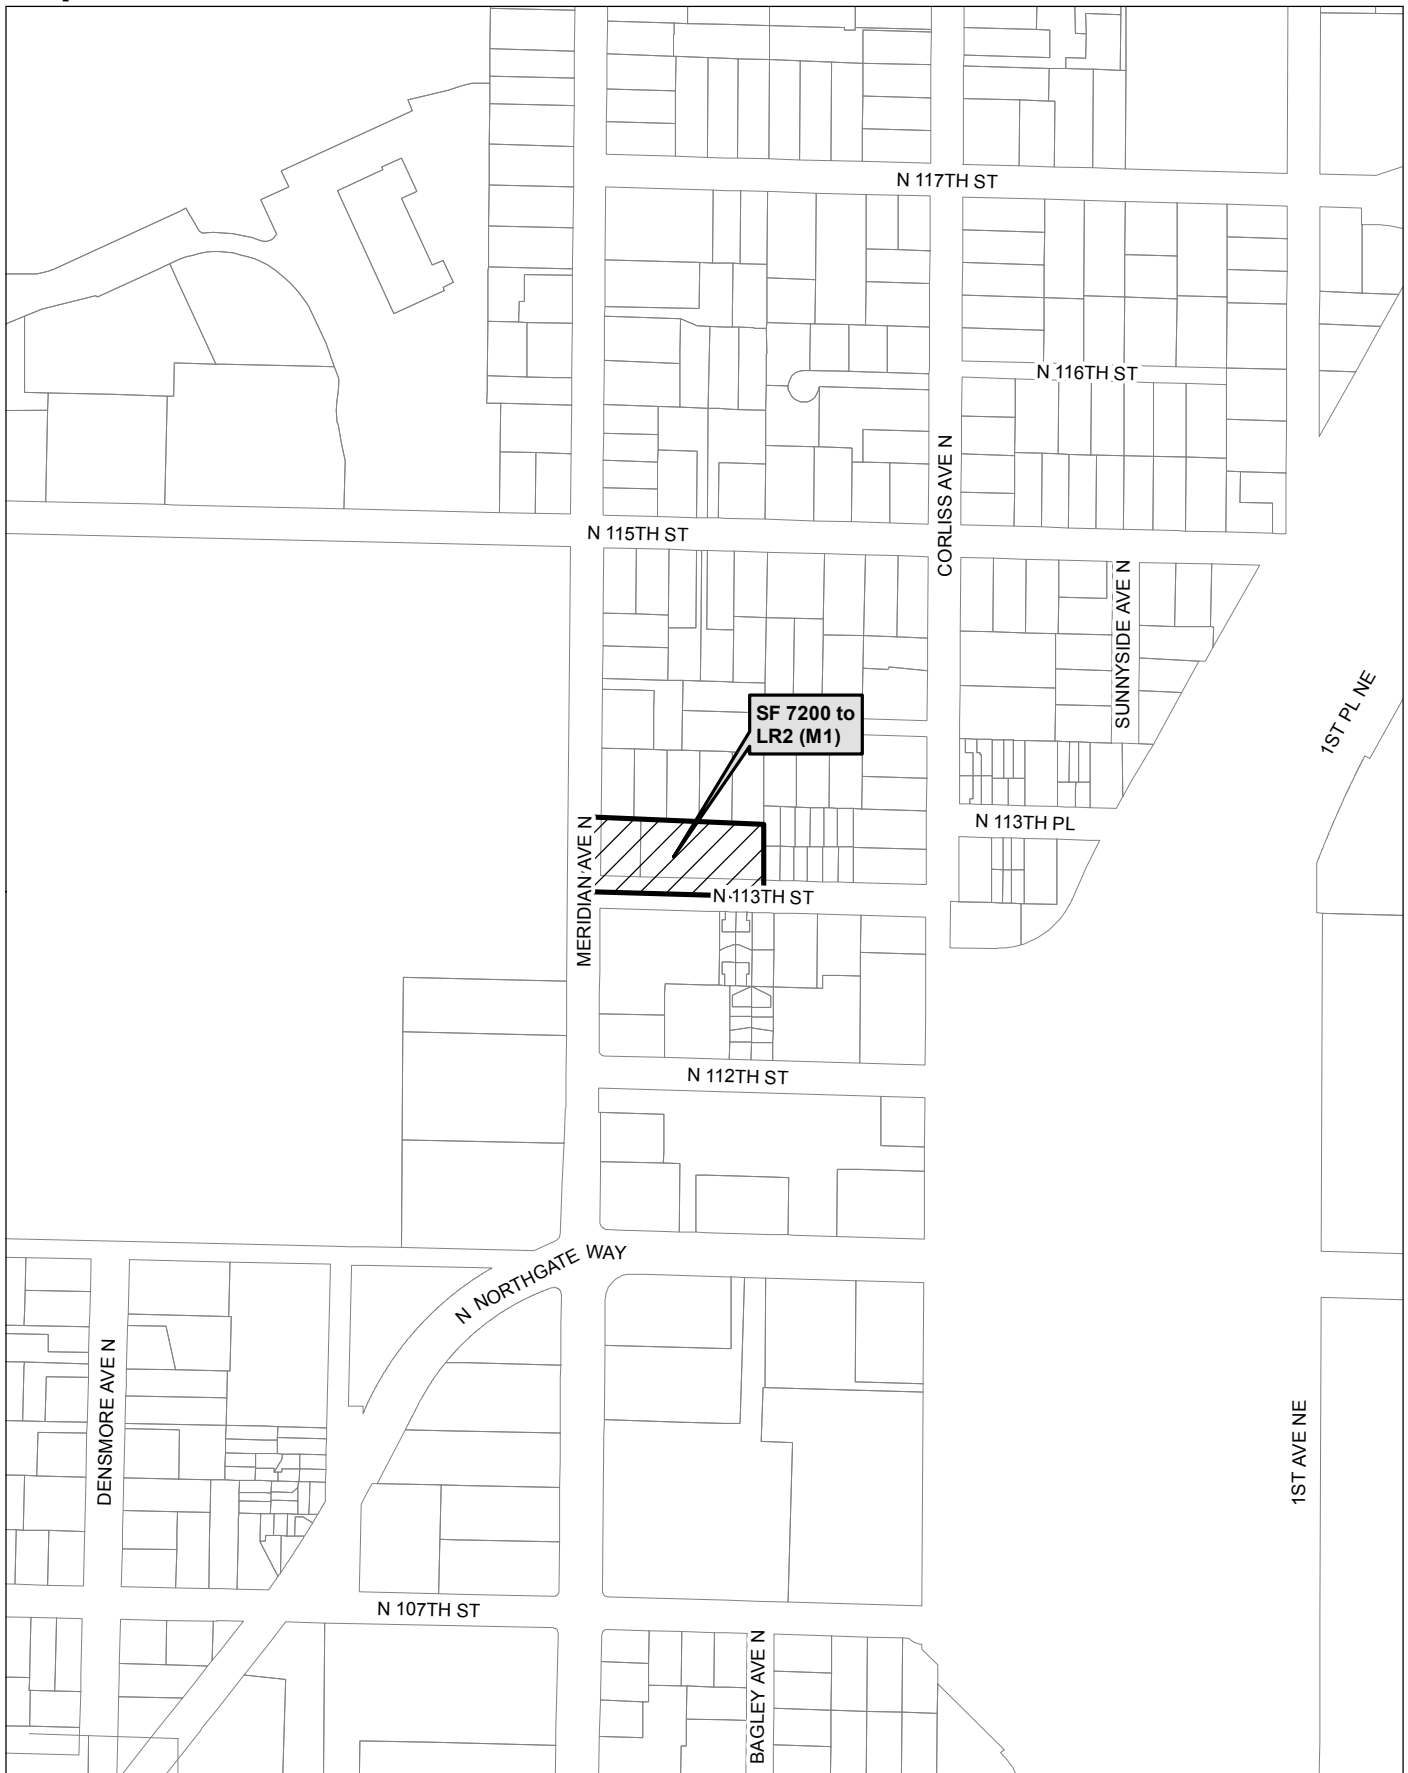 N 117TH ST
N 116TH ST
CORLISS AVE N
N 115TH ST
SUNNYSIDE AVE N
1ST PL NE
SF 7200 to
LR2 (M1)
MERIDIAN AVE N
N 113TH PL
N 113TH ST
N 112TH ST
N NORTHGATE WAY
DENSMORE AVE N
1ST AVE NE
N 107TH ST
BAGLEY AVE N